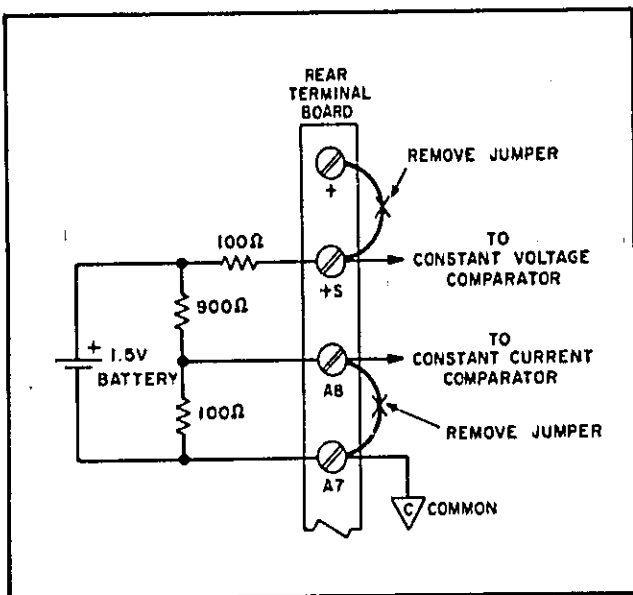 REAR
TERMINAL
BOARD
REMOVE JUMPER
+
100Ω
TO
CONSTANT VOLTAGE
COMPARATOR
+S
900Ω
+ 1.5V
BATTERY
TO
CONSTANT CURRENT
COMPARATOR
A8
100Ω
REMOVE JUMPER
A7
C COMMON